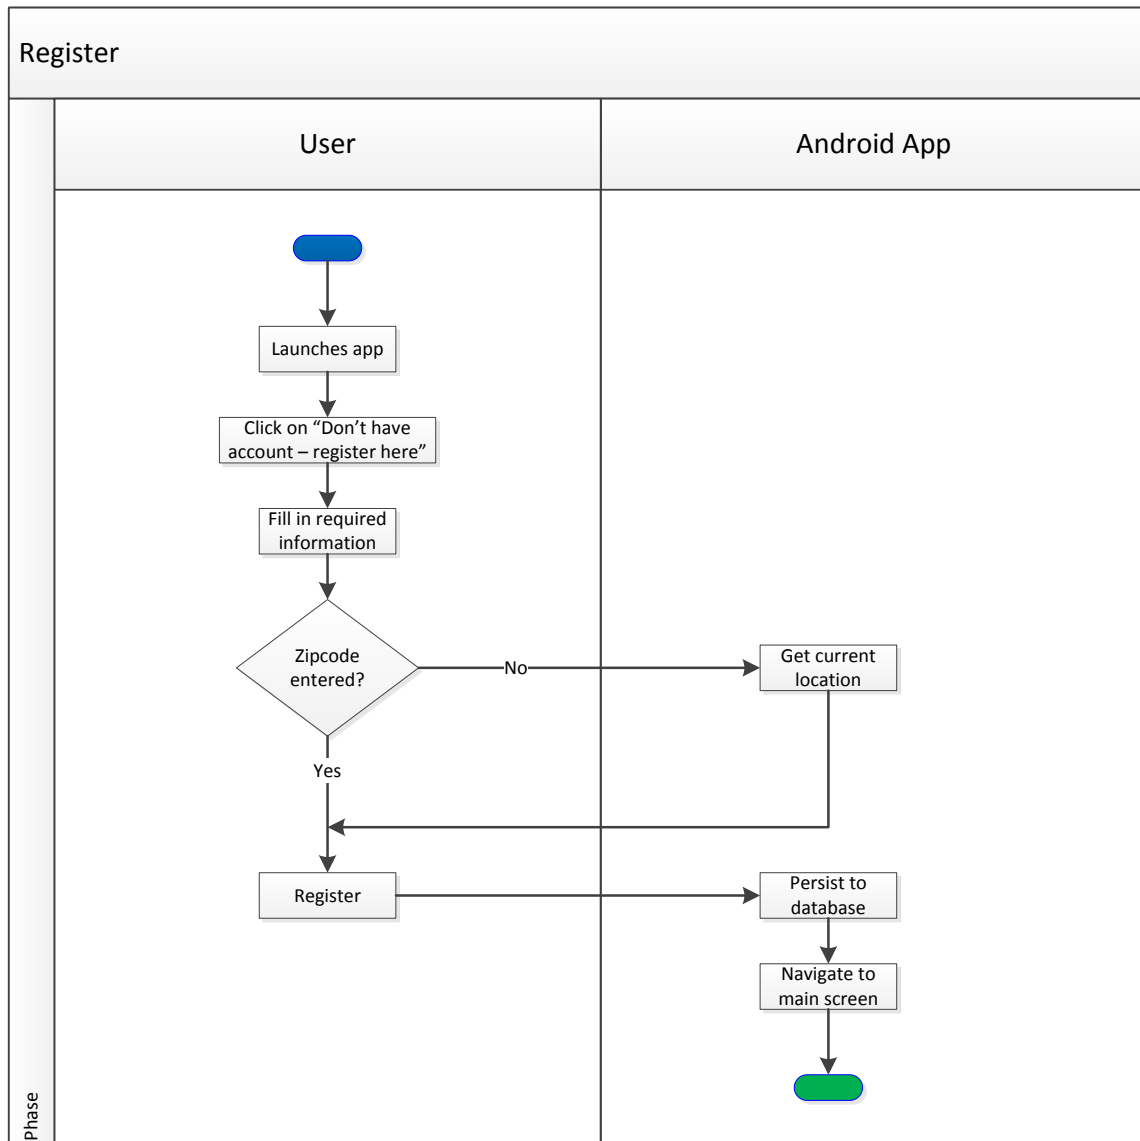 Register
User
Android App
Launches app
Click on “Don’t have
account – register here”
Fill in required
information
Zipcode
entered?
No
Get current
location
Yes
Register
Persist to
database
Navigate to
main screen
Phase